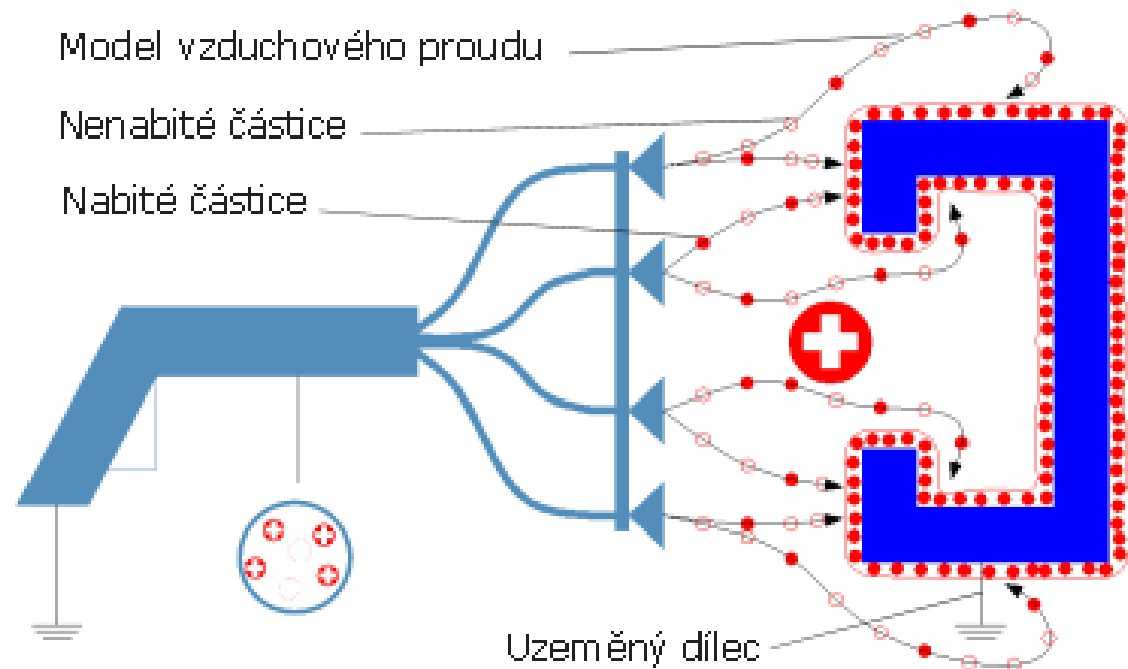 Model vzduchového proudu
Nenabité částice
Nabité částice
Uzeměný dílec